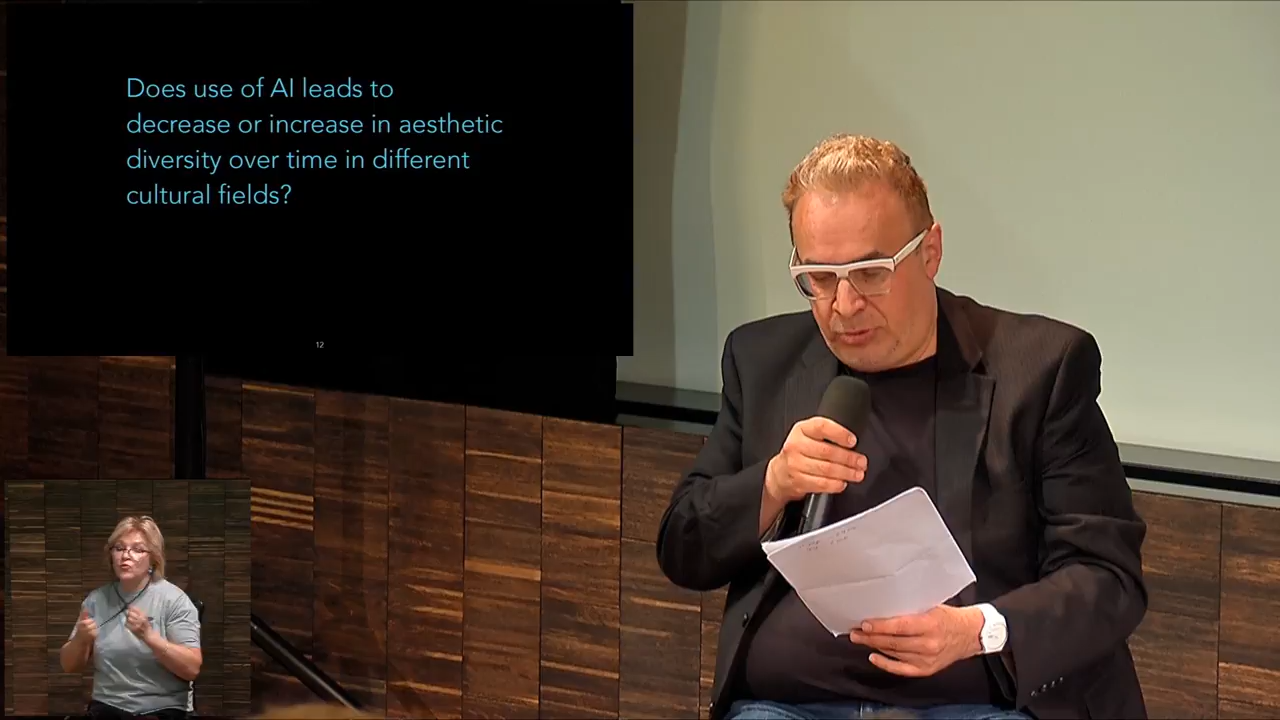 Does use of AI leads to
decrease or increase in aesthetic
diversity over time in different
cultural fields?
12